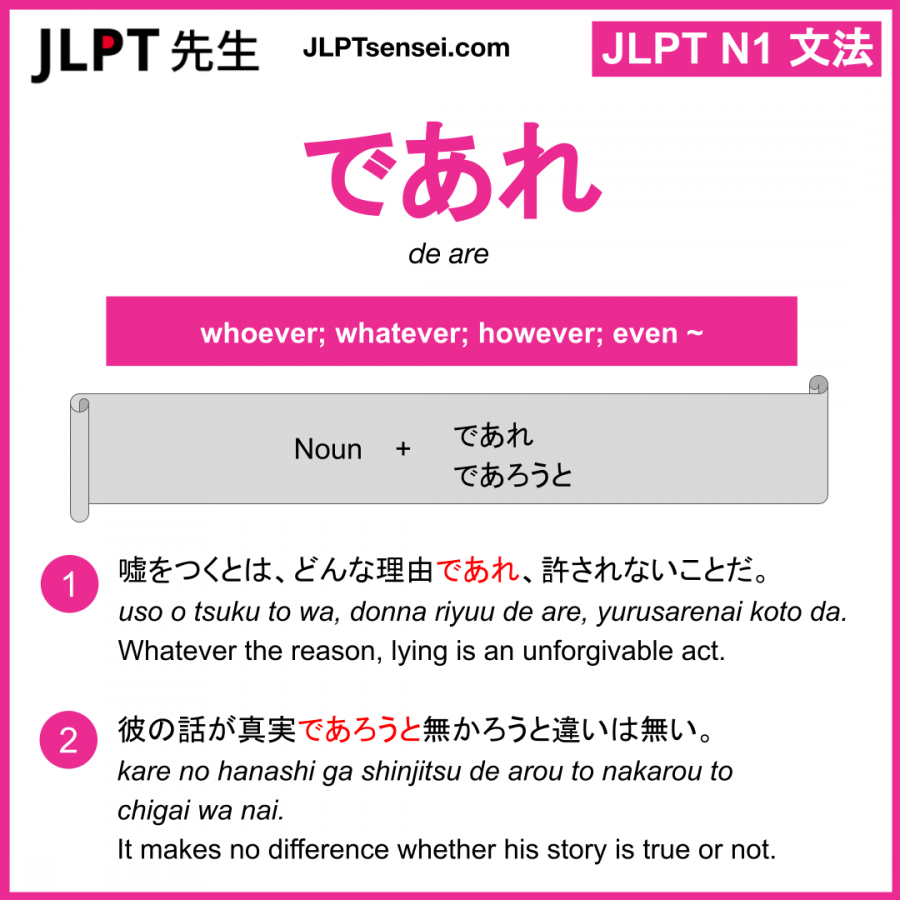 JLPT 先生
JLPTsensei.com
JLPT N1 文法
であれ
de are
whoever; whatever; however; even ~
Noun + であれ
であろうと
1
嘘をつくとは、どんな理由であれ、許されないことだ。
uso o tsuku to wa, donna riyuu de are, yurusarenai koto da.
Whatever the reason, lying is an unforgivable act.
2
彼の話が真実であろうと無かろうと違いは無い。
kare no hanashi ga shinjitsu de arou to nakarou to
chigai wa nai.
It makes no difference whether his story is true or not.